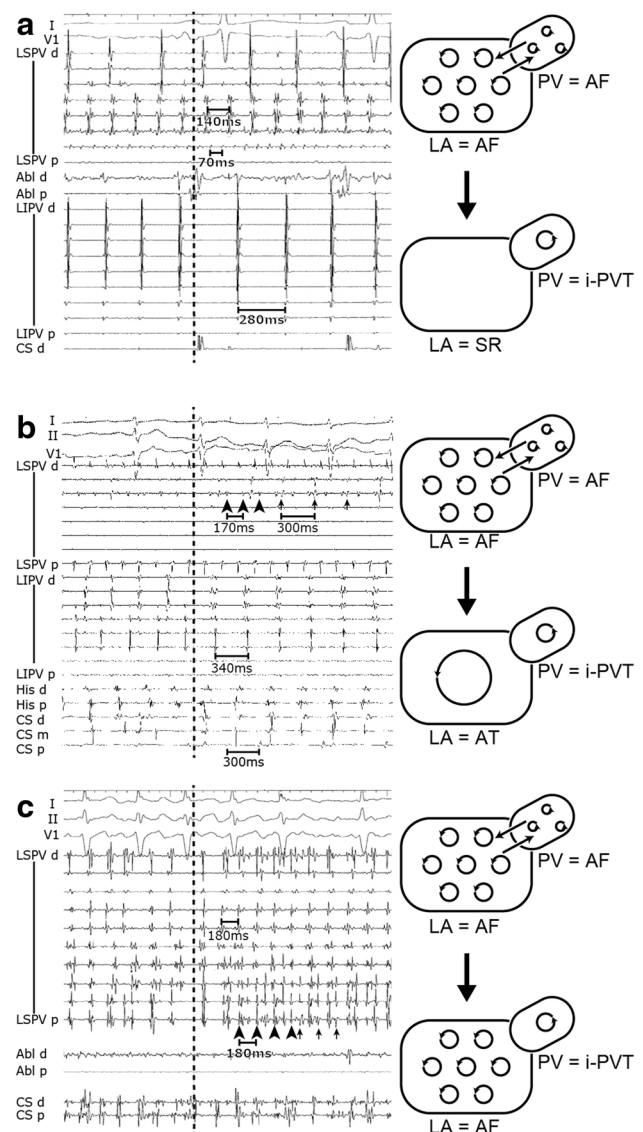 a
I
V1
LSPV d
140ms
70ms
LSPV p
Abl d
Abl p
LIPV d
280ms
LIPV p
CS d
PV = AF
LA = AF
PV = i-PVT
LA = SR
b
I
II
V1
LSPV d
170ms
300ms
LSPV p
LIPV d
340ms
LIPV p
His d
His p
CS d
CS m
CS p
300ms
PV = AF
LA = AF
PV = i-PVT
LA = AT
c
I
II
V1
LSPV d
180ms
LSPV p
180ms
Abl d
Abl p
CS d
CS p
PV = AF
LA = AF
PV = i-PVT
LA = AF